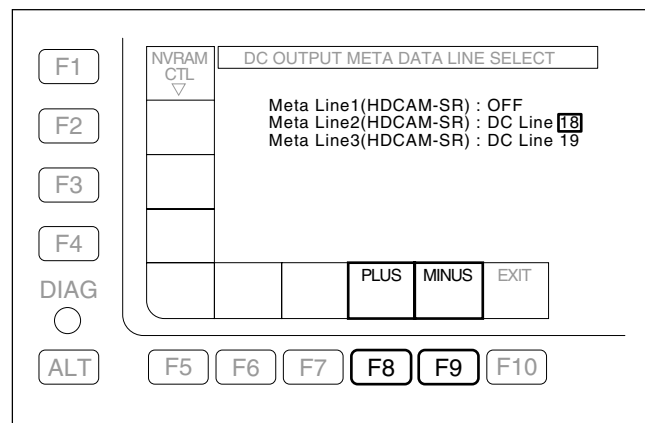 F1
NVRAM
CTL
▽
DC OUTPUT META DATA LINE SELECT
Meta Line1(HDCAM-SR) : OFF
F2
Meta Line2(HDCAM-SR) : DC Line 18
Meta Line3(HDCAM-SR) : DC Line 19
F3
F4
PLUS MINUS EXIT
DIAG
ALT F5 F6 F7 F8 F9 F10